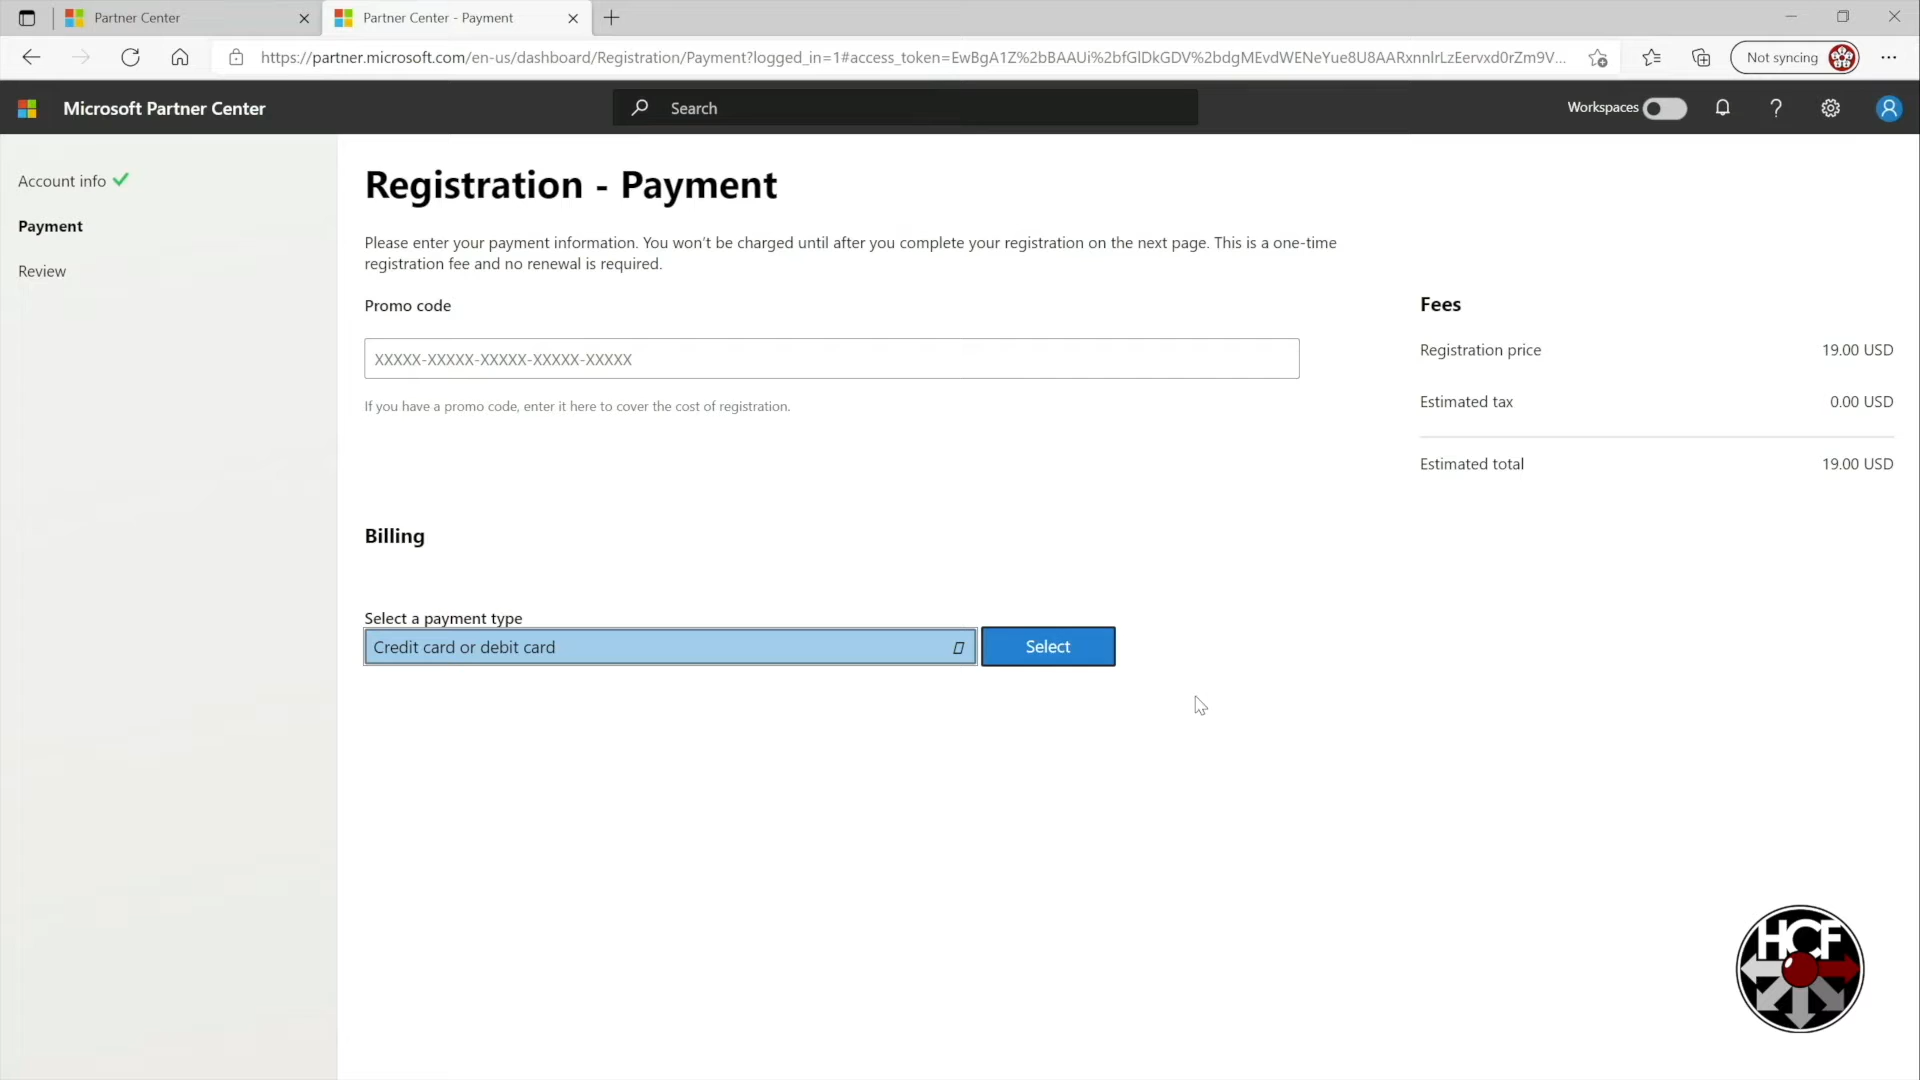 Partner Center
Partner Center - Payment
https://partner.microsoft.com/en-us/dashboard/Registration/Payment?logged_in=1#access_token=EwBgA1Z%2bBAAUi%2bfGlDkGDV%2bdgMEvdWENeYue8U8AARxnnlrLzEervxd0rZm9V...
Not syncing
Microsoft Partner Center
Search
Workspaces
Account info
Payment
Review
Registration - Payment
Please enter your payment information. You won't be charged until after you complete your registration on the next page. This is a one-time
registration fee and no renewal is required.
Promo code
XXXXX-XXXXX-XXXXX-XXXXX-XXXXX
If you have a promo code, enter it here to cover the cost of registration.
Fees
Registration price 19.00 USD
Estimated tax 0.00 USD
Estimated total 19.00 USD
Billing
Select a payment type
Credit card or debit card
Select
HCF